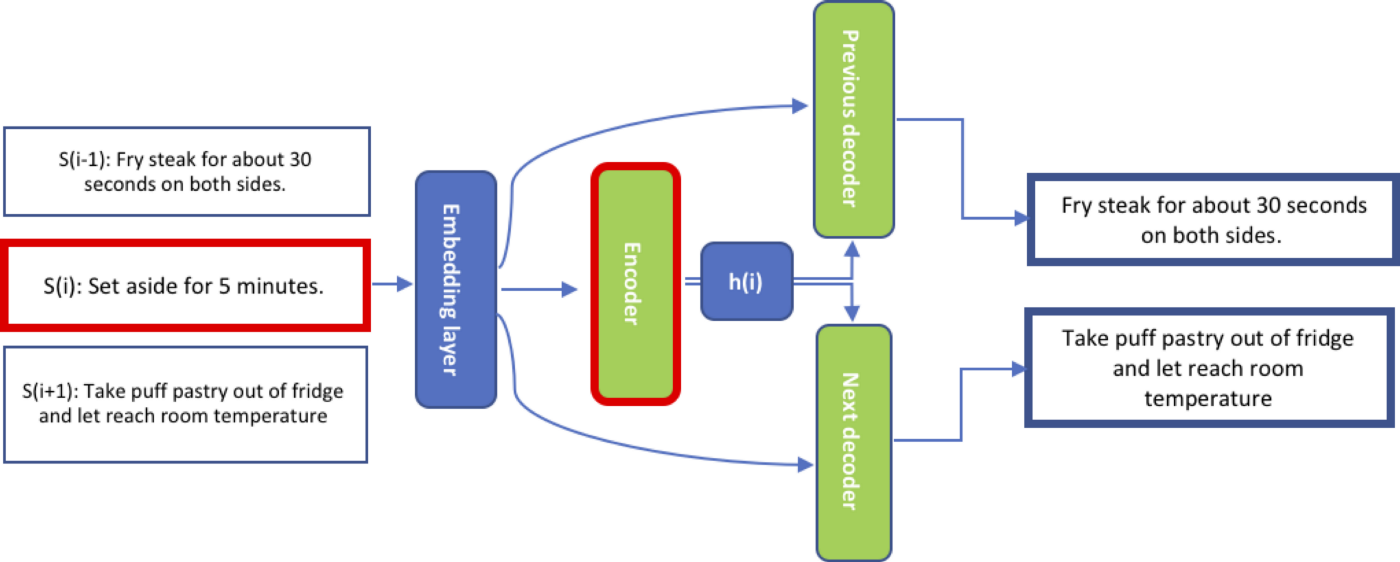 S(i-1): Fry steak for about 30
seconds on both sides.
S(i): Set aside for 5 minutes.
S(i+1): Take puff pastry out of fridge
and let reach room temperature
Embedding layer
Encoder
h(i)
Previous decoder
Next decoder
Fry steak for about 30 seconds
on both sides.
Take puff pastry out of fridge
and let reach room
temperature